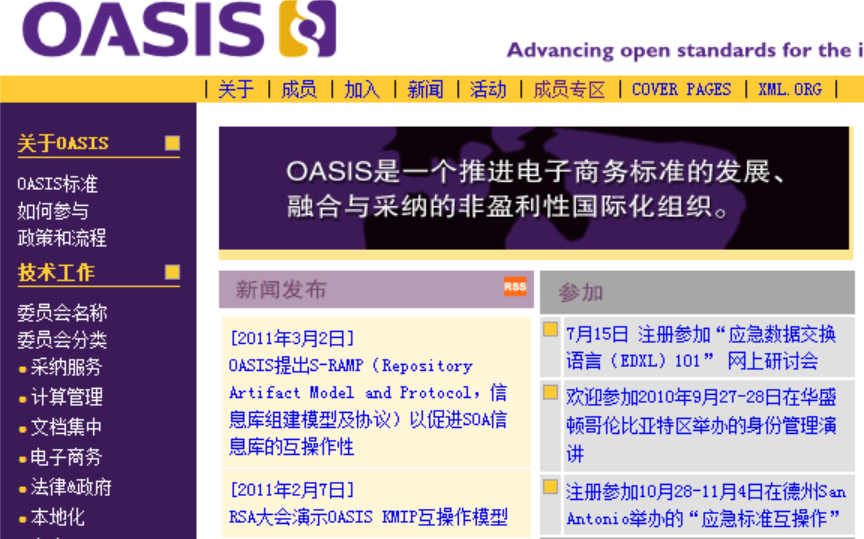 OASIS
Advancing open standards for the i
| 关于 | 成员 | 加入 | 新闻 | 活动 | 成员专区 | COVER PAGES | XML.ORG |
关于OASIS
OASIS标准
如何参与
政策和流程
技术工作
委员会名称
委员会分类
采纳服务
计算管理
文档集中
电子商务
法律&政府
本地化
OASIS是一个推进电子商务标准的发展、
融合与采纳的非盈利性国际化组织。
新闻发布
RSS
[2011年3月2日]
OASIS提出S-RAMP（Repository
Artifact Model and Protocol，信
息库组建模型及协议）以促进SOA信
息库的互操作性
[2011年2月7日]
RSA大会演示OASIS KMIP互操作模型
参加
7月15日 注册参加“应急数据交换
语言（EDXL）101” 网上研讨会
欢迎参加2010年9月27-28日在华盛
顿哥伦比亚特区举办的身份管理演
讲
注册参加10月28-11月4日在德州San
Antonio举办的“应急标准互操作”